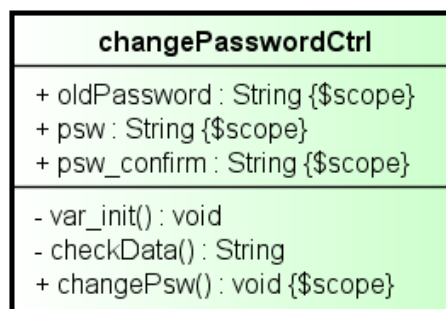 changePasswordCtrl
+ oldPassword : String {$scope}
+ psw : String {$scope}
+ psw_confirm : String {$scope}
- var_init() : void
- checkData() : String
+ changePsw() : void {$scope}